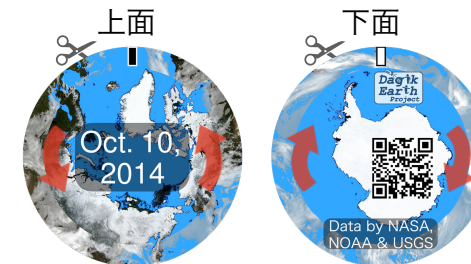 上面
下面
Oct. 10,
2014
Dagik
Earth
Project
Data by NASA,
NOAA & USGS